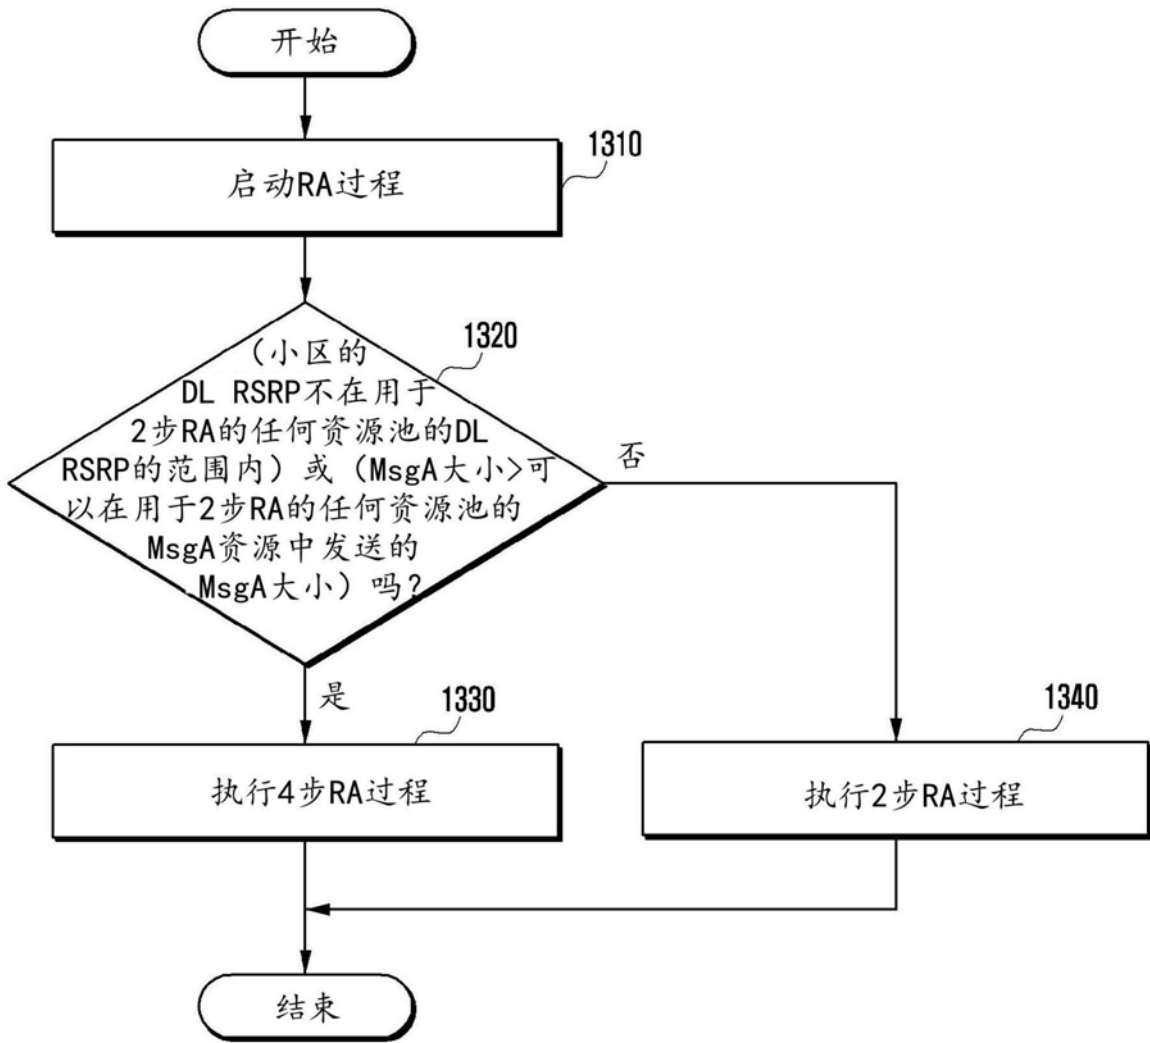 开始
1310
启动RA过程
1320
（小区的
DL RSRP不在用于
2步RA的任何资源池的DL
RSRP的范围内）或（MsgA大小>可
以在用于2步RA的任何资源池的
MsgA资源中发送的
MsgA大小）吗？
否
是
1330
执行4步RA过程
1340
执行2步RA过程
结束